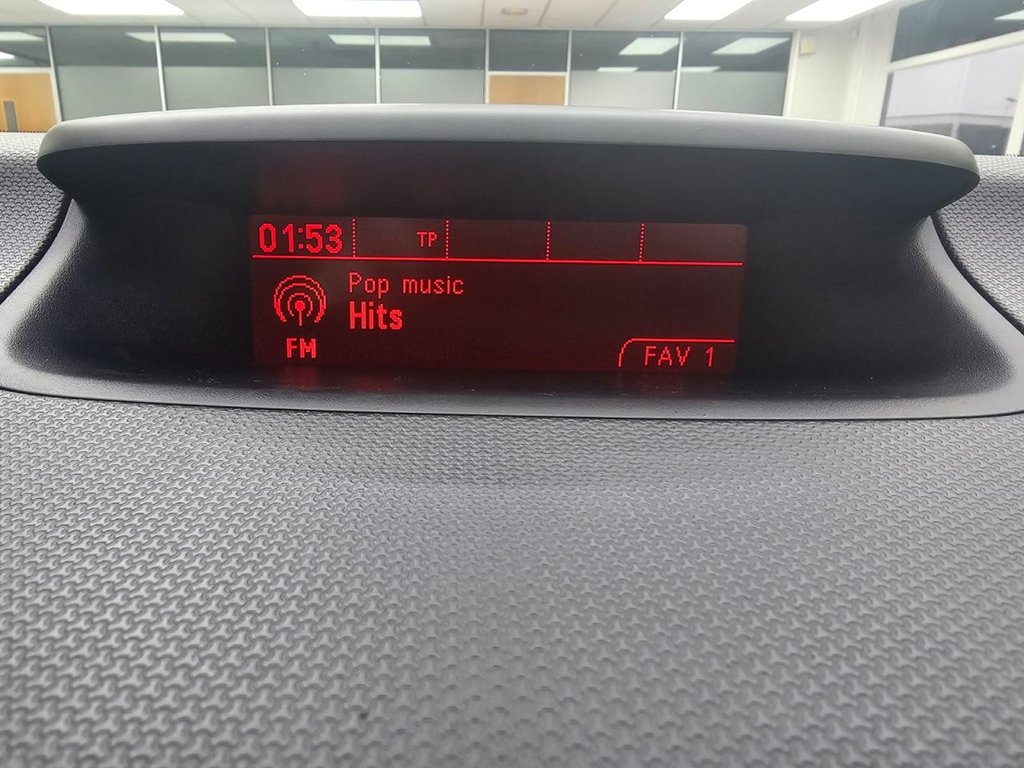 01:53 TP
Pop music
Hits
FM
FAV 1